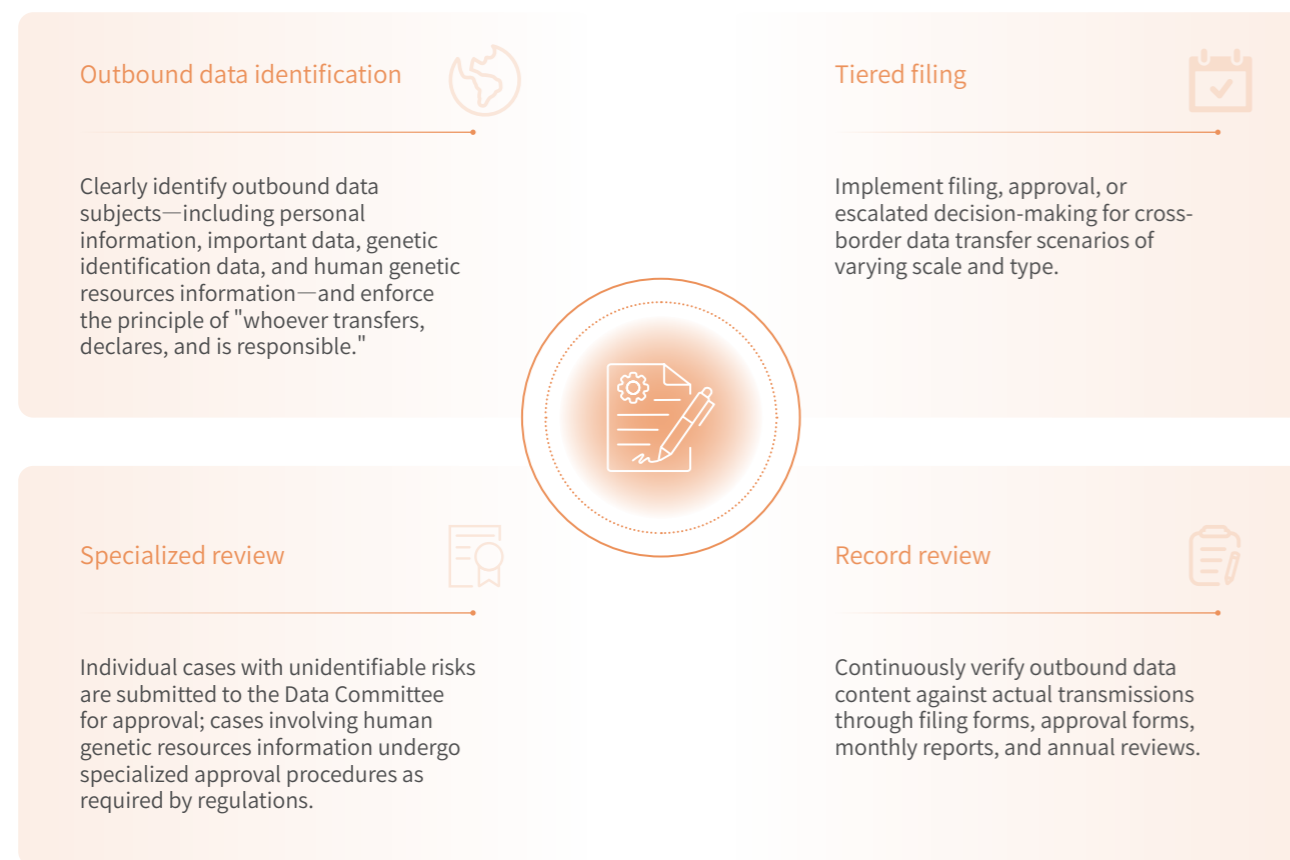 Outbound data identification
Clearly identify outbound data
subjects—including personal
information, important data, genetic
identification data, and human genetic
resources information—and enforce
the principle of "whoever transfers,
declares, and is responsible."
Tiered filing
Implement filing, approval, or
escalated decision-making for cross-
border data transfer scenarios of
varying scale and type.
Specialized review
Individual cases with unidentifiable risks
are submitted to the Data Committee
for approval; cases involving human
genetic resources information undergo
specialized approval procedures as
required by regulations.
Record review
Continuously verify outbound data
content against actual transmissions
through filing forms, approval forms,
monthly reports, and annual reviews.